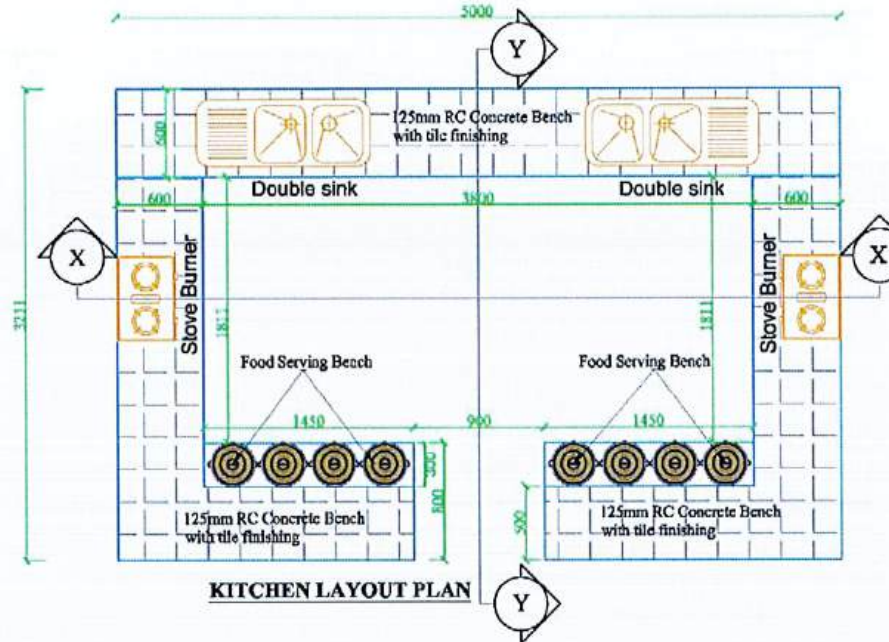 5000
Y
125mm RC Concrete Bench
with tile finishing
600
Double sink
Double sink
600
3800
600
X
X
Stove Burner
Stove Burner
3211
1811
1811
Food Serving Bench
Food Serving Bench
1450
900
1450
300
800
500
125mm RC Concrete Bench
with tile finishing
125mm RC Concrete Bench
with tile finishing
KITCHEN LAYOUT PLAN
Y